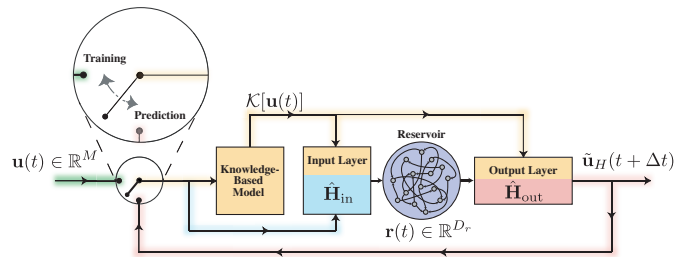 Training
Prediction
𝒦[𝐮(t)]
𝐮(t) ∈ ℝ^M
Knowledge-
Based
Model
Input Layer
Ĥ_in
Reservoir
𝐫(t) ∈ ℝ^{D_r}
Output Layer
Ĥ_out
ũ_H(t + Δt)